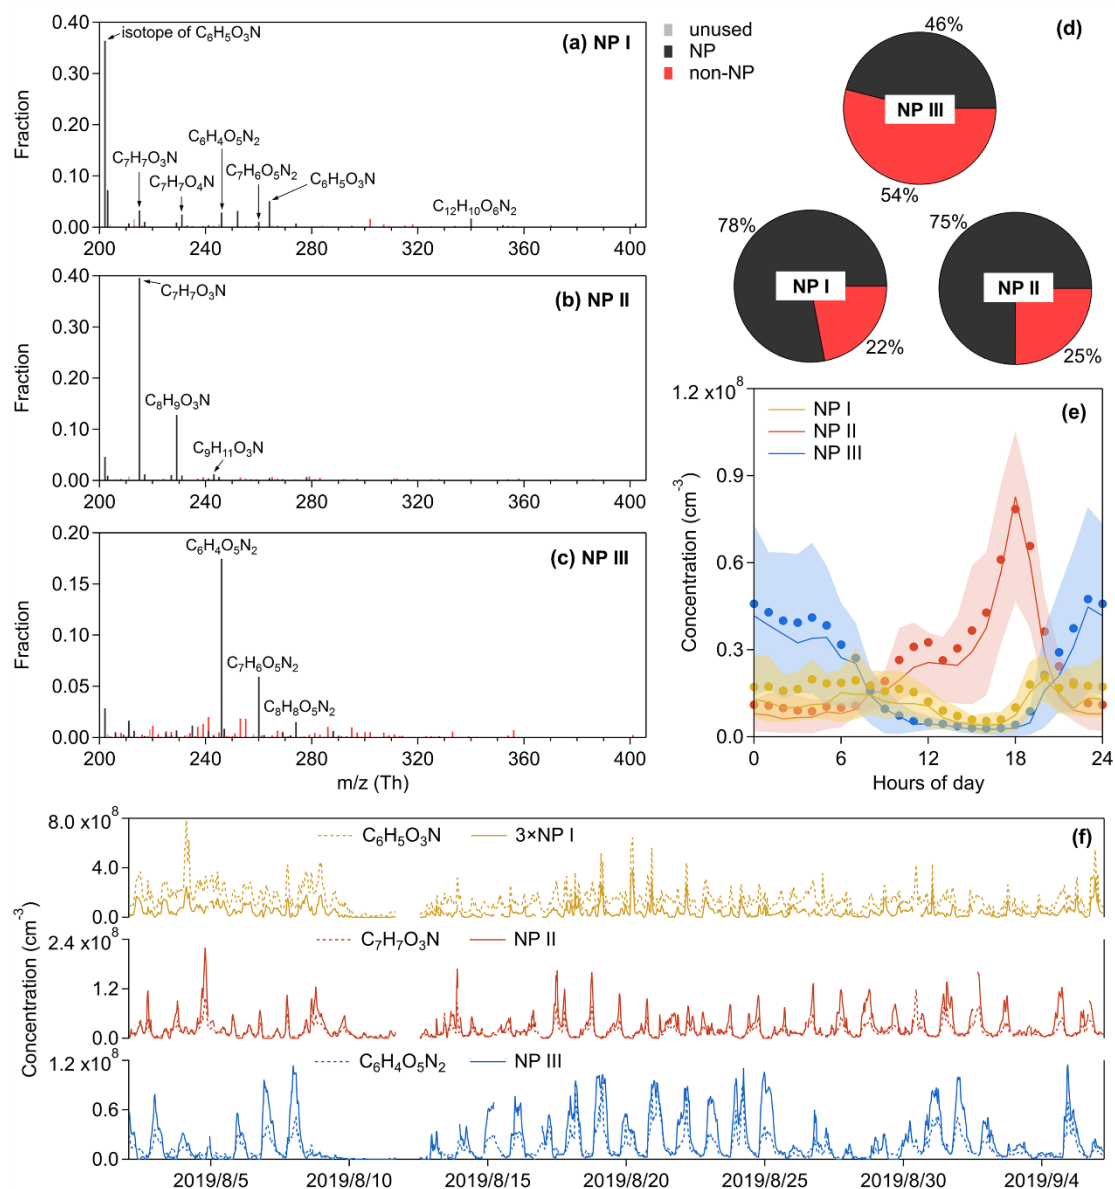 0.40
0.30
0.20
0.10
0.00
Fraction
isotope of C₆H₅O₃N
(a) NP I
C₆H₄O₅N₂
C₇H₇O₃N
C₇H₇O₄N
C₇H₆O₅N₂
C₆H₅O₃N
C₁₂H₁₀O₆N₂
200 240 280 320 360 400
0.40
0.30
0.20
0.10
0.00
Fraction
C₇H₇O₃N
(b) NP II
C₈H₉O₃N
C₉H₁₁O₃N
200 240 280 320 360 400
0.20
0.15
0.10
0.05
0.00
Fraction
C₆H₄O₅N₂
(c) NP III
C₇H₆O₅N₂
C₈H₈O₅N₂
200 240 280 320 360 400
m/z (Th)
unused
NP
non-NP
(d)
46%
NP III
54%
78%
NP I
22%
75%
NP II
25%
1.2 x10⁸
0.9
0.6
0.3
0.0
Concentration (cm⁻³)
NP I
NP II
NP III
(e)
0 6 12 18 24
Hours of day
8.0 x10⁸
4.0
0.0
C₆H₅O₃N 3×NP I
(f)
2.4 x10⁸
1.2
0.0
C₇H₇O₃N NP II
1.2 x10⁸
0.6
0.0
C₆H₄O₅N₂ NP III
Concentration (cm⁻³)
2019/8/5 2019/8/10 2019/8/15 2019/8/20 2019/8/25 2019/8/30 2019/9/4